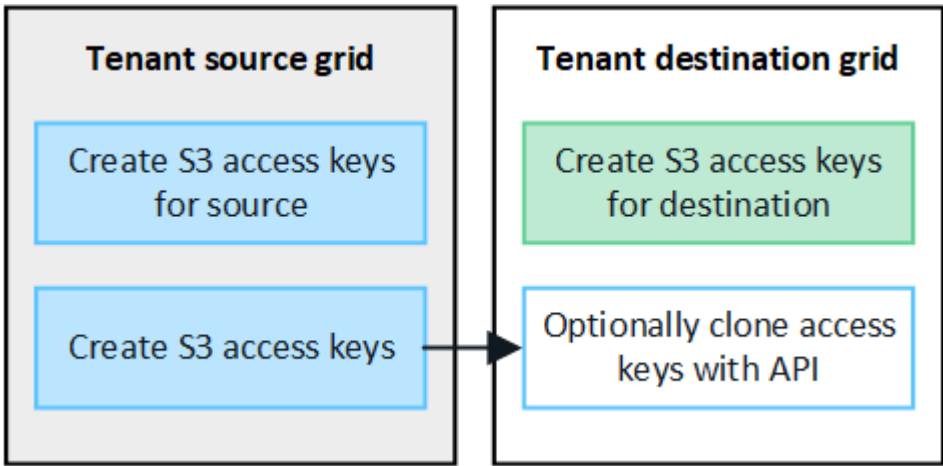 Tenant source grid
Create S3 access keys
for source
Create S3 access keys
Tenant destination grid
Create S3 access keys
for destination
Optionally clone access
keys with API